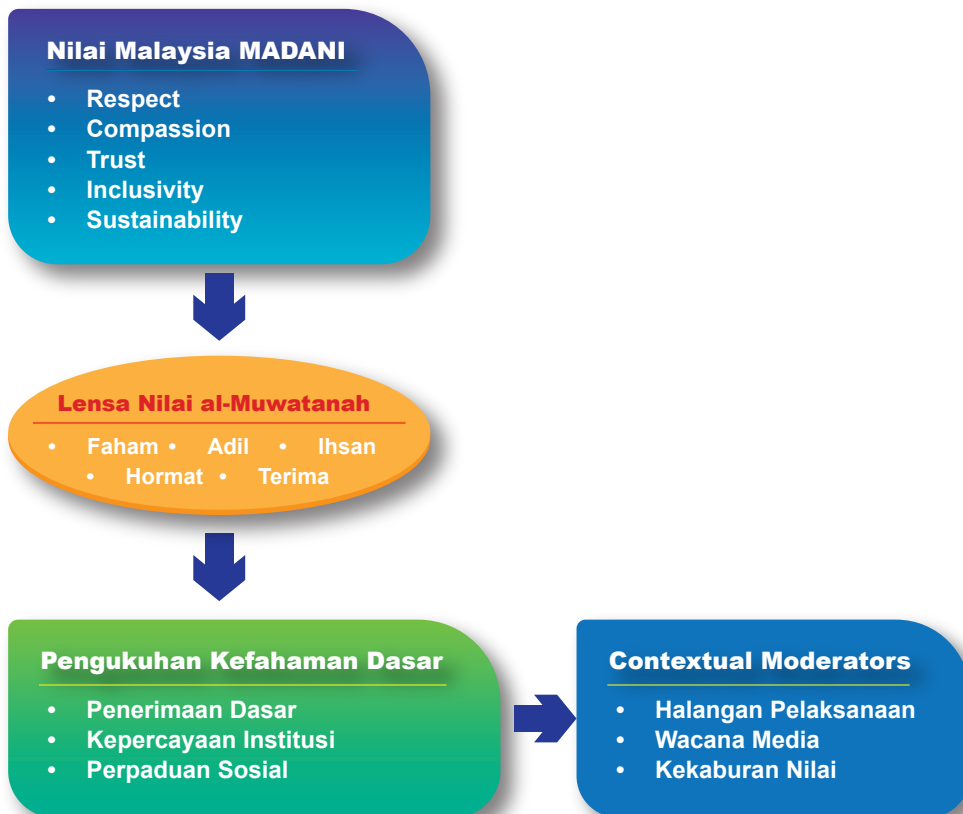 Nilai Malaysia MADANI
• Respect
• Compassion
• Trust
• Inclusivity
• Sustainability
Lensa Nilai al-Muwatanah
• Faham • Adil • Ihsan
• Hormat • Terima
Pengukuhan Kefahaman Dasar
• Penerimaan Dasar
• Kepercayaan Institusi
• Perpaduan Sosial
Contextual Moderators
• Halangan Pelaksanaan
• Wacana Media
• Kekaburan Nilai